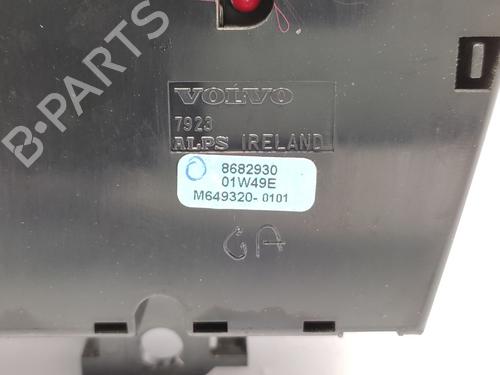 B-PARTS
VOLVO
7923
ALPS IRELAND
8682930
01W49E
M649320-0101
GA